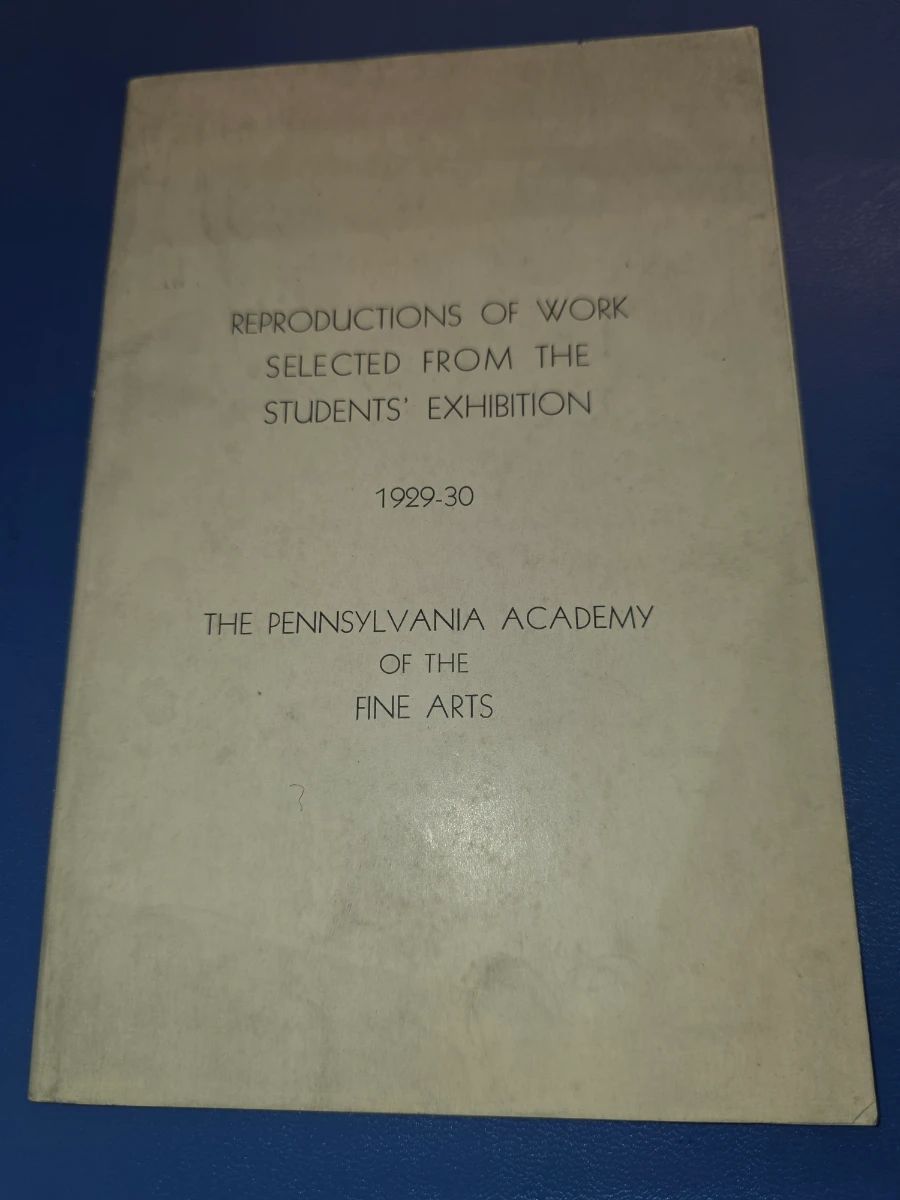 REPRODUCTIONS OF WORK
SELECTED FROM THE
STUDENTS' EXHIBITION
1929-30
THE PENNSYLVANIA ACADEMY
OF THE
FINE ARTS